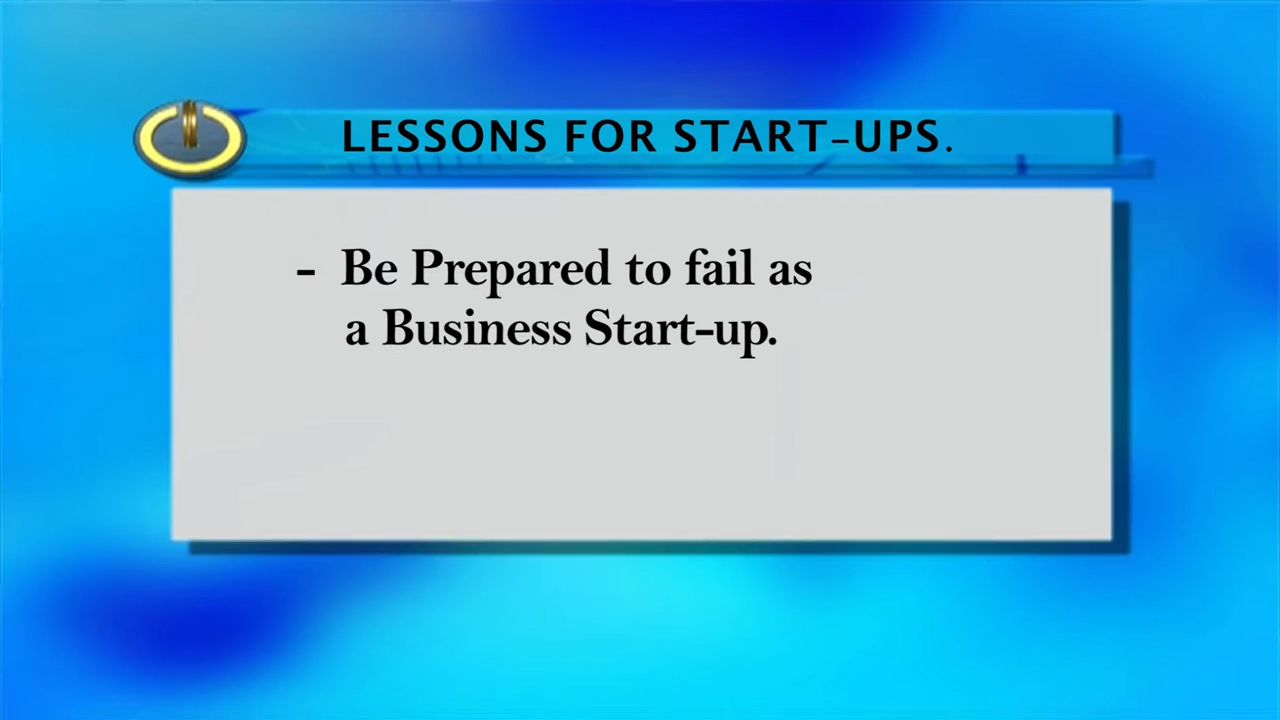 LESSONS FOR START-UPS.
- Be Prepared to fail as
a Business Start-up.